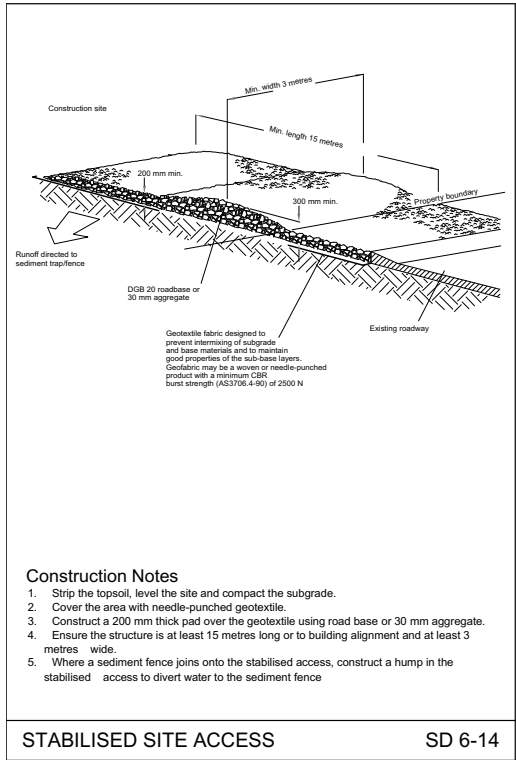 Min. width 3 metres
Construction site
Min. length 15 metres
200 mm min.
300 mm min.
Property boundary
Runoff directed to
sediment trap/fence
DGB 20 roadbase or
30 mm aggregate
Existing roadway
Geotextile fabric designed to
prevent intermixing of subgrade
and base materials and to maintain
good properties of the sub-base layers.
Geofabric may be a woven or needle-punched
product with a minimum CBR
burst strength (AS3706.4-90) of 2500 N
Construction Notes
1. Strip the topsoil, level the site and compact the subgrade.
2. Cover the area with needle-punched geotextile.
3. Construct a 200 mm thick pad over the geotextile using road base or 30 mm aggregate.
4. Ensure the structure is at least 15 metres long or to building alignment and at least 3
metres wide.
5. Where a sediment fence joins onto the stabilised access, construct a hump in the
stabilised access to divert water to the sediment fence
STABILISED SITE ACCESS SD 6-14